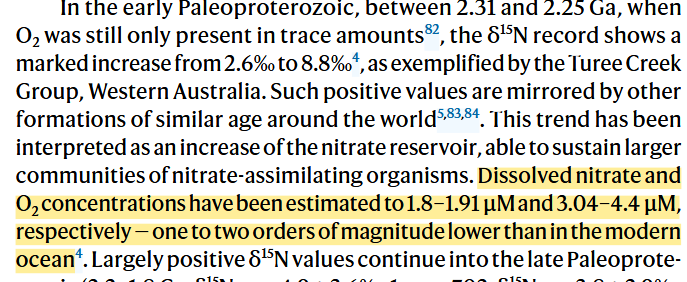 In the early Paleoproterozoic, between 2.31 and 2.25 Ga, when
O₂ was still only present in trace amounts⁸², the δ¹⁵N record shows a
marked increase from 2.6‰ to 8.8‰⁴, as exemplified by the Turee Creek
Group, Western Australia. Such positive values are mirrored by other
formations of similar age around the world⁵,⁸³,⁸⁴. This trend has been
interpreted as an increase of the nitrate reservoir, able to sustain larger
communities of nitrate-assimilating organisms. Dissolved nitrate and
O₂ concentrations have been estimated to 1.8–1.91 μM and 3.04–4.4 μM,
respectively — one to two orders of magnitude lower than in the modern
ocean⁴. Largely positive δ¹⁵N values continue into the late Paleoprote-